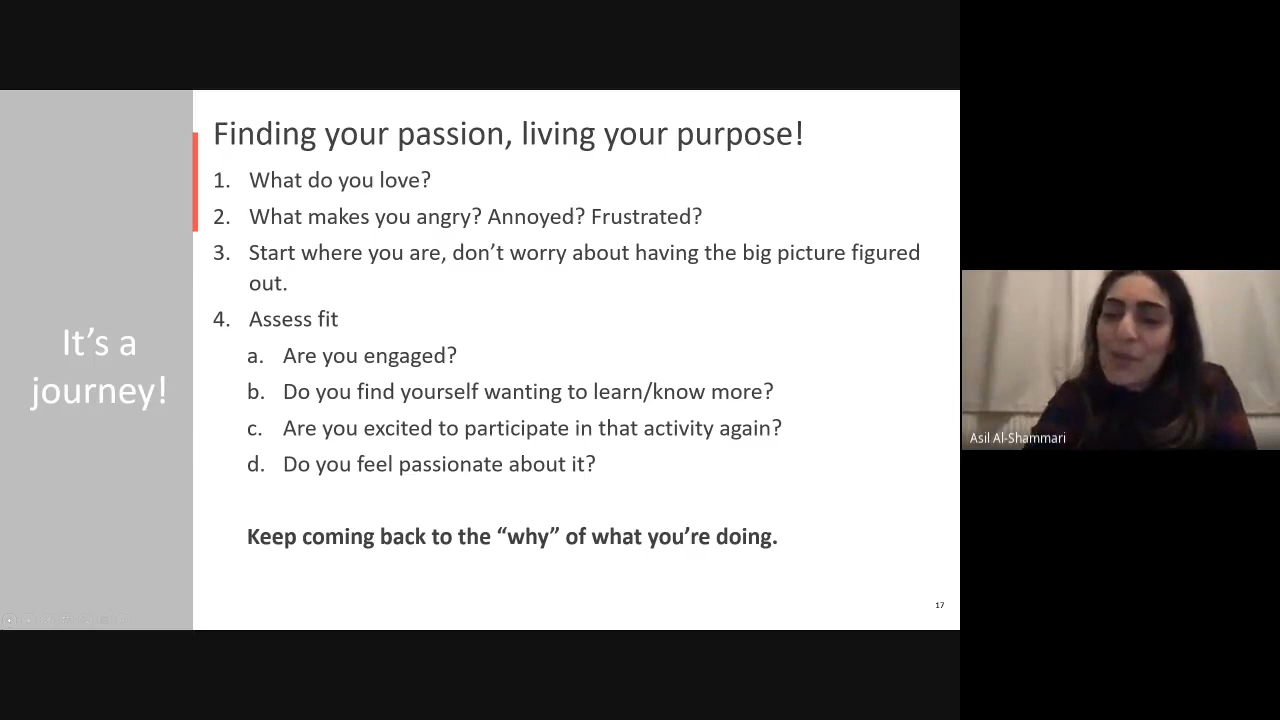 It’s a
journey!
Finding your passion, living your purpose!
1. What do you love?
2. What makes you angry? Annoyed? Frustrated?
3. Start where you are, don’t worry about having the big picture figured
out.
4. Assess fit
a. Are you engaged?
b. Do you find yourself wanting to learn/know more?
c. Are you excited to participate in that activity again?
d. Do you feel passionate about it?
Keep coming back to the “why” of what you’re doing.
17
Asil Al-Shammari